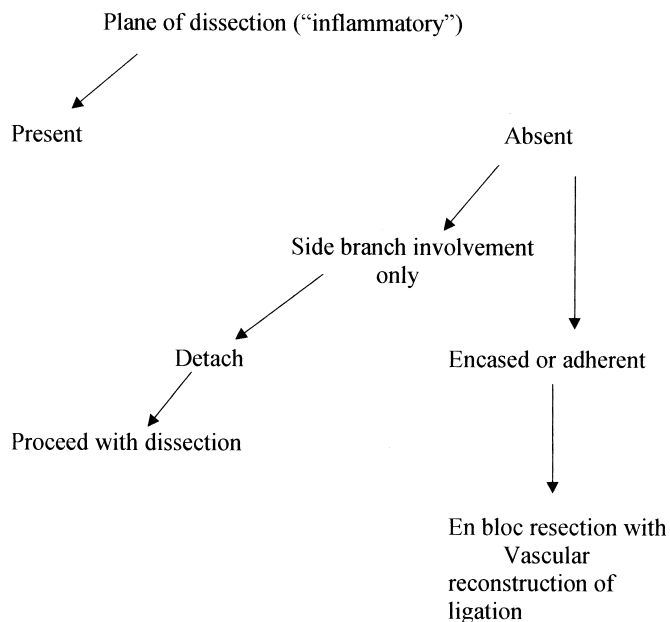 Plane of dissection (“inflammatory”)
Present
Absent
Side branch involvement
only
Detach
Encased or adherent
Proceed with dissection
En bloc resection with
Vascular
reconstruction of
ligation